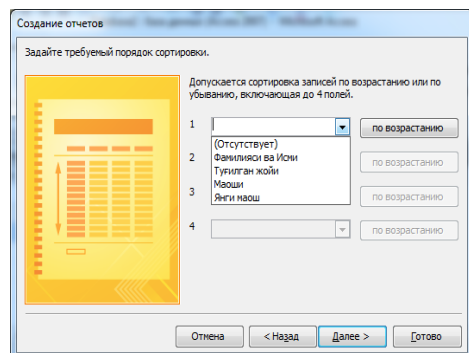 Создание отчетов
Задайте требуемый порядок сортировки.
Допускается сортировка записей по возрастанию или по
убыванию, включающая до 4 полей.
1 по возрастанию
(Отсутствует)
Фамилияси ва Исми
2 по возрастанию
Туғилган жойи
Маоши
3 по возрастанию
Янги маош
4 по возрастанию
Отмена < Назад Далее > Готово